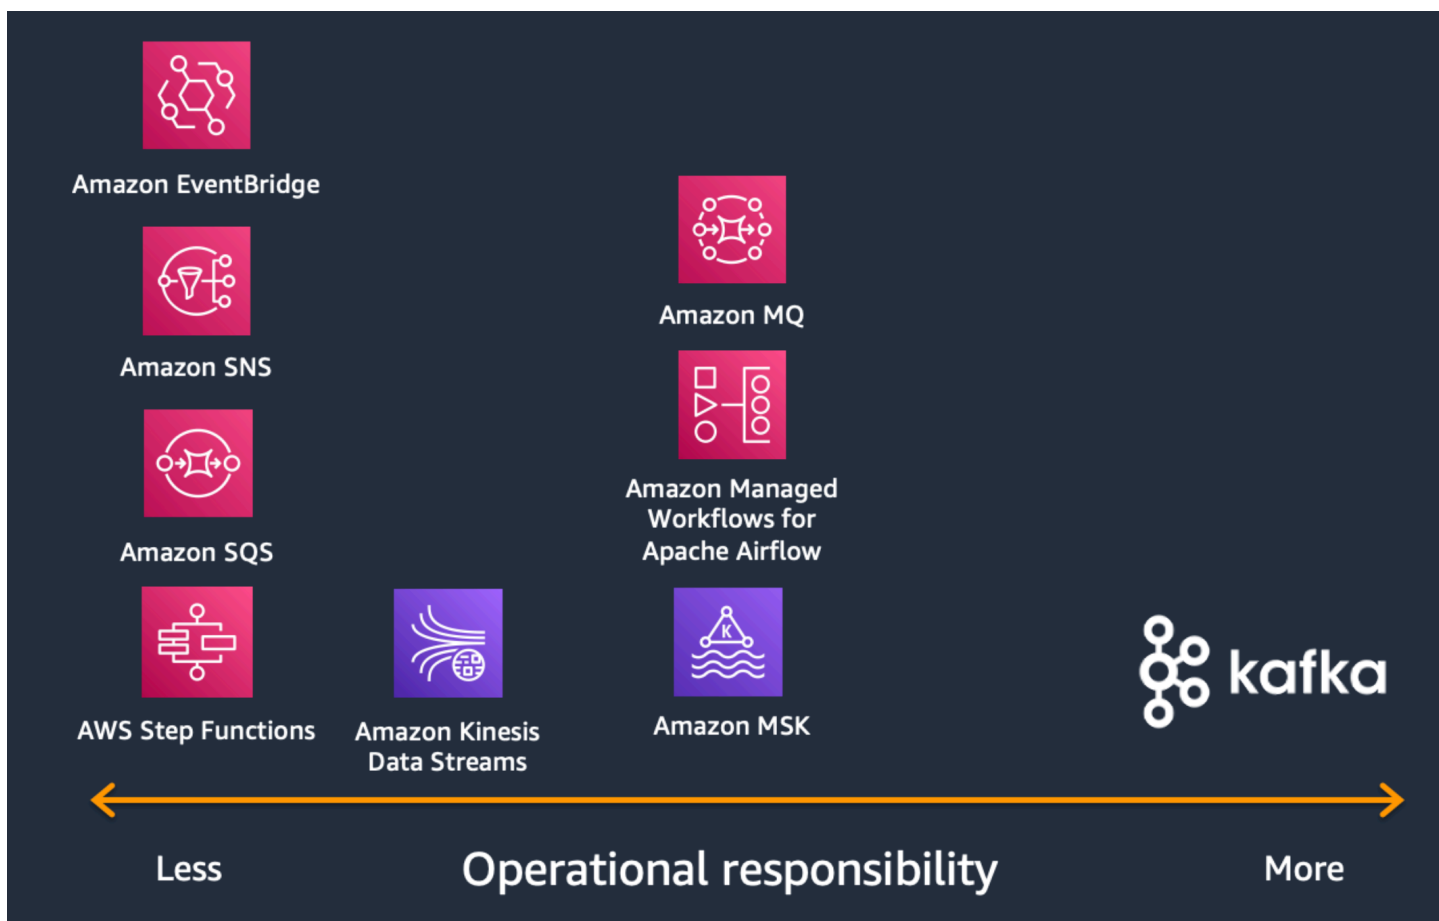 Amazon EventBridge
Amazon SNS
Amazon SQS
AWS Step Functions
Amazon Kinesis
Data Streams
Amazon MQ
Amazon Managed
Workflows for
Apache Airflow
K
Amazon MSK
kafka
Less
Operational responsibility
More